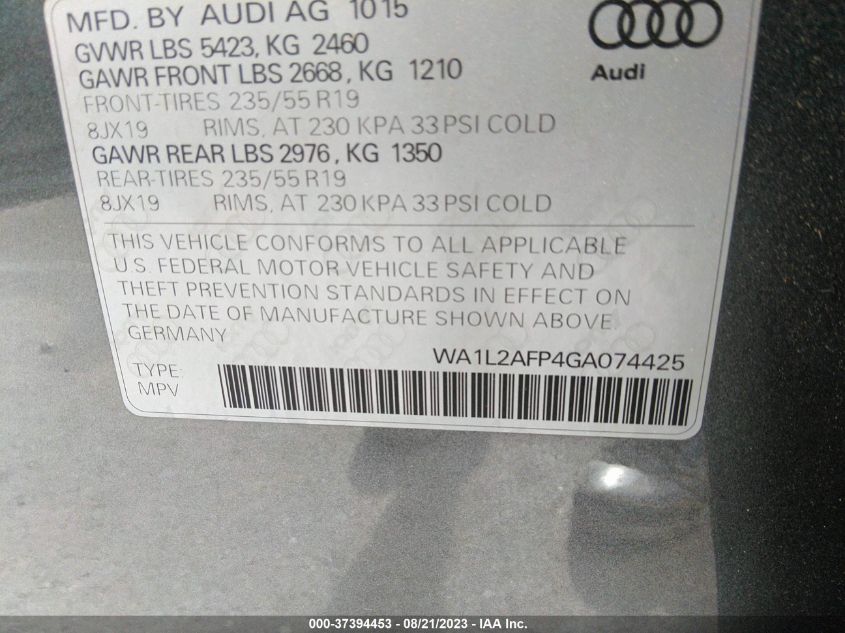 MFD. BY AUDI AG 10 15
GVWR LBS 5423, KG 2460
GAWR FRONT LBS 2668, KG 1210
FRONT-TIRES 235/55 R19
8JX19 RIMS, AT 230 KPA 33 PSI COLD
GAWR REAR LBS 2976, KG 1350
REAR-TIRES 235/55 R19
8JX19 RIMS, AT 230 KPA 33 PSI COLD
Audi
THIS VEHICLE CONFORMS TO ALL APPLICABLE
U.S. FEDERAL MOTOR VEHICLE SAFETY AND
THEFT PREVENTION STANDARDS IN EFFECT ON
THE DATE OF MANUFACTURE SHOWN ABOVE.
GERMANY
WA1L2AFP4GA074425
TYPE:
MPV
000-37394453 - 08/21/2023 - IAA Inc.